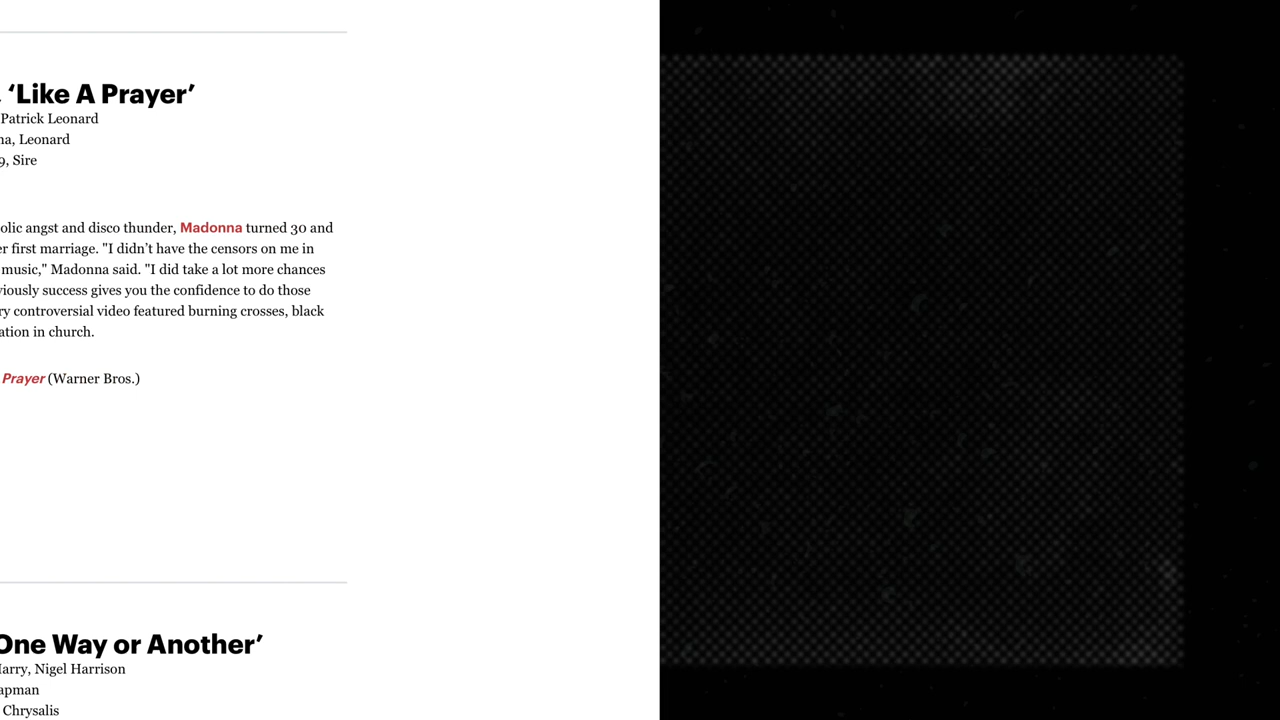 ‘Like A Prayer’
Patrick Leonard
na, Leonard
9, Sire
olic angst and disco thunder, Madonna turned 30 and
er first marriage. "I didn’t have the censors on me in
music," Madonna said. "I did take a lot more chances
viously success gives you the confidence to do those
ry controversial video featured burning crosses, black
ation in church.
Prayer (Warner Bros.)
One Way or Another’
Harry, Nigel Harrison
apman
Chrysalis